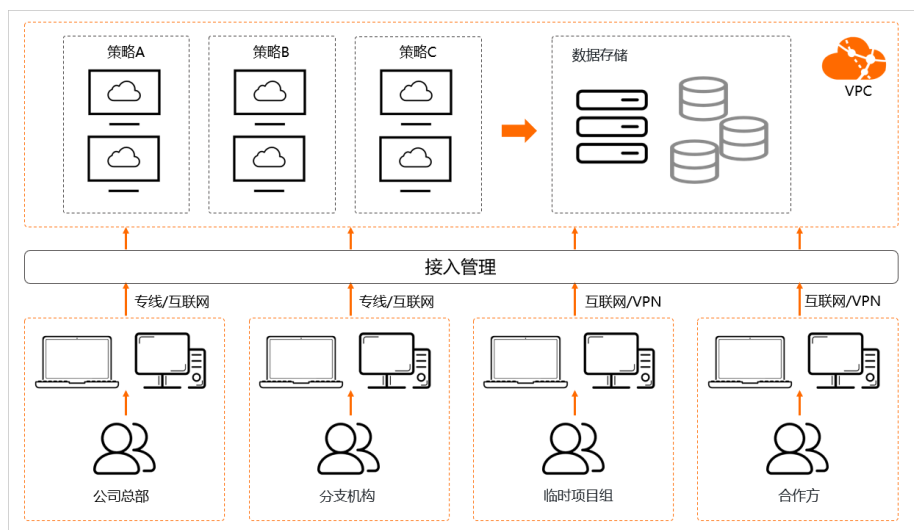 策略A
策略B
策略C
数据存储
VPC
接入管理
专线/互联网
专线/互联网
互联网/VPN
互联网/VPN
公司总部
分支机构
临时项目组
合作方